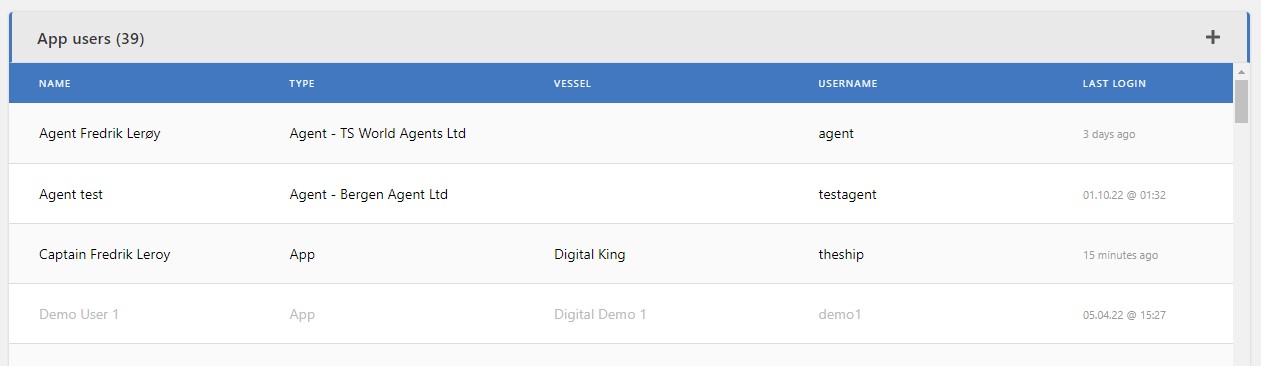 App users (39)
NAME TYPE VESSEL USERNAME LAST LOGIN
Agent Fredrik Lerøy Agent - TS World Agents Ltd agent 3 days ago
Agent test Agent - Bergen Agent Ltd testagent 01.10.22 @ 01:32
Captain Fredrik Leroy App Digital King theship 15 minutes ago
Demo User 1 App Digital Demo 1 demo1 05.04.22 @ 15:27